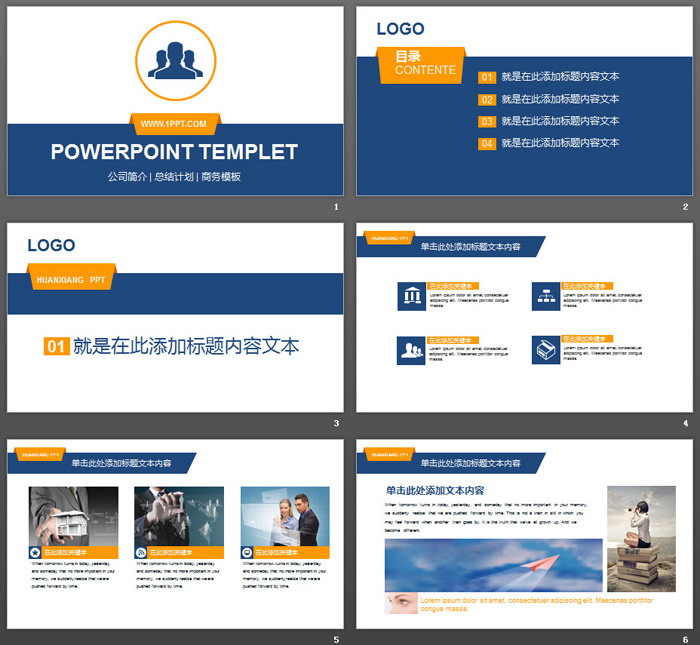 WWW.1PPT.COM
POWERPOINT TEMPLET
公司简介 | 总结计划 | 商务模板
1
LOGO
目录
CONTENTE
01 就是在此添加标题内容文本
02 就是在此添加标题内容文本
03 就是在此添加标题内容文本
04 就是在此添加标题内容文本
2
LOGO
HUANXIANG PPT
01 就是在此添加标题内容文本
3
HUANXIANG PPT
单击此处添加标题文本内容
在此添加关键字
Lorem ipsum dolor sit amet, consectetuer
adipiscing elit. Maecenas porttitor congue
massa.
在此添加关键字
Lorem ipsum dolor sit amet, consectetuer
adipiscing elit. Maecenas porttitor congue
massa.
在此添加关键字
Lorem ipsum dolor sit amet, consectetuer
adipiscing elit. Maecenas porttitor congue
massa.
在此添加关键字
Lorem ipsum dolor sit amet, consectetuer
adipiscing elit. Maecenas porttitor congue
massa.
4
HUANXIANG PPT
单击此处添加标题文本内容
在此添加关键字
When tomorrow turns in today, yesterday,
and someday that no more important in your
memory, we suddenly realize that we are
pushed forward by time.
在此添加关键字
When tomorrow turns in today, yesterday,
and someday that no more important in your
memory, we suddenly realize that we are
pushed forward by time.
在此添加关键字
When tomorrow turns in today, yesterday,
and someday that no more important in your
memory, we suddenly realize that we are
pushed forward by time.
5
HUANXIANG PPT
单击此处添加标题文本内容
单击此处添加文本内容
When tomorrow turns in today, yesterday, and someday that no more important in your memory,
we suddenly realize that we are pushed forward by time. This is not a train in still in which you
may feel forward when another train goes by. It is the truth that we've all grown up. And we
become different.
Lorem ipsum dolor sit amet, consectetuer adipiscing elit. Maecenas porttitor
congue massa.
6